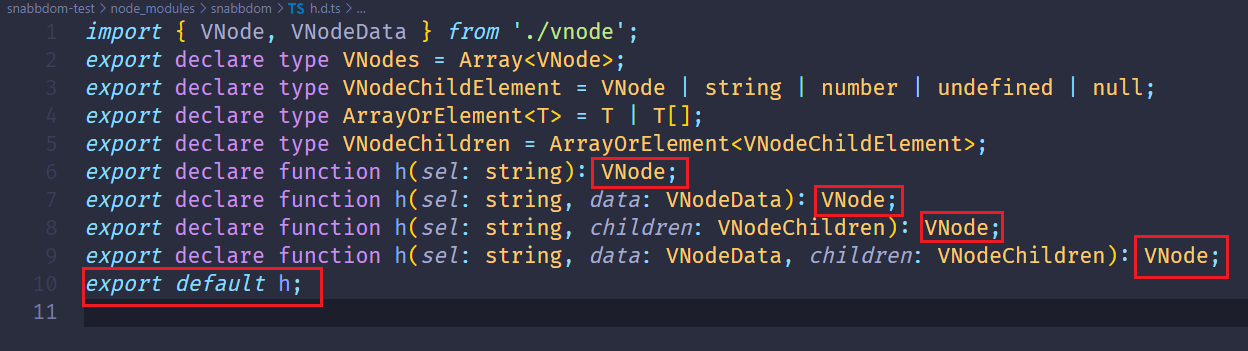 snabbdom-test > node_modules > snabbdom > TS h.d.ts > ...
1 import { VNode, VNodeData } from './vnode';
2 export declare type VNodes = Array<VNode>;
3 export declare type VNodeChildElement = VNode | string | number | undefined | null;
4 export declare type ArrayOrElement<T> = T | T[];
5 export declare type VNodeChildren = ArrayOrElement<VNodeChildElement>;
6 export declare function h(sel: string): VNode;
7 export declare function h(sel: string, data: VNodeData): VNode;
8 export declare function h(sel: string, children: VNodeChildren): VNode;
9 export declare function h(sel: string, data: VNodeData, children: VNodeChildren): VNode;
10 export default h;
11